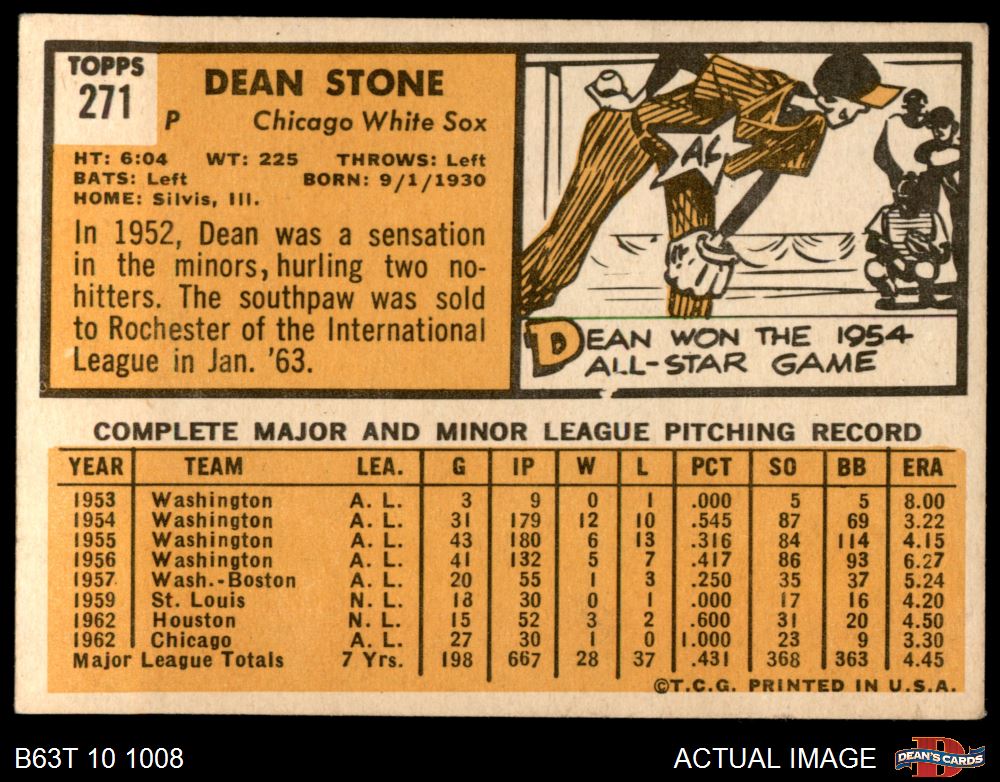 TOPPS
271
DEAN STONE
P Chicago White Sox
HT: 6:04 WT: 225 THROWS: Left
BATS: Left BORN: 9/1/1930
HOME: Silvis, Ill.
In 1952, Dean was a sensation
in the minors, hurling two no-
hitters. The southpaw was sold
to Rochester of the International
League in Jan. '63.
AL
DEAN WON THE 1954
ALL-STAR GAME
COMPLETE MAJOR AND MINOR LEAGUE PITCHING RECORD
YEAR TEAM LEA. G IP W L PCT SO BB ERA
1953 Washington A. L. 3 9 0 1 .000 5 5 8.00
1954 Washington A. L. 31 179 12 10 .545 87 69 3.22
1955 Washington A. L. 43 180 6 13 .316 84 114 4.15
1956 Washington A. L. 41 132 5 7 .417 86 93 6.27
1957 Wash.-Boston A. L. 20 55 1 3 .250 35 37 5.24
1959 St. Louis N. L. 18 30 0 1 .000 17 16 4.20
1962 Houston N. L. 15 52 3 2 .600 31 20 4.50
1962 Chicago A. L. 27 30 1 0 1.000 23 9 3.30
Major League Totals 7 Yrs. 198 667 28 37 .431 368 363 4.45
©T.C.G. PRINTED IN U.S.A.
B63T 10 1008
ACTUAL IMAGE
D
DEAN'S CARDS